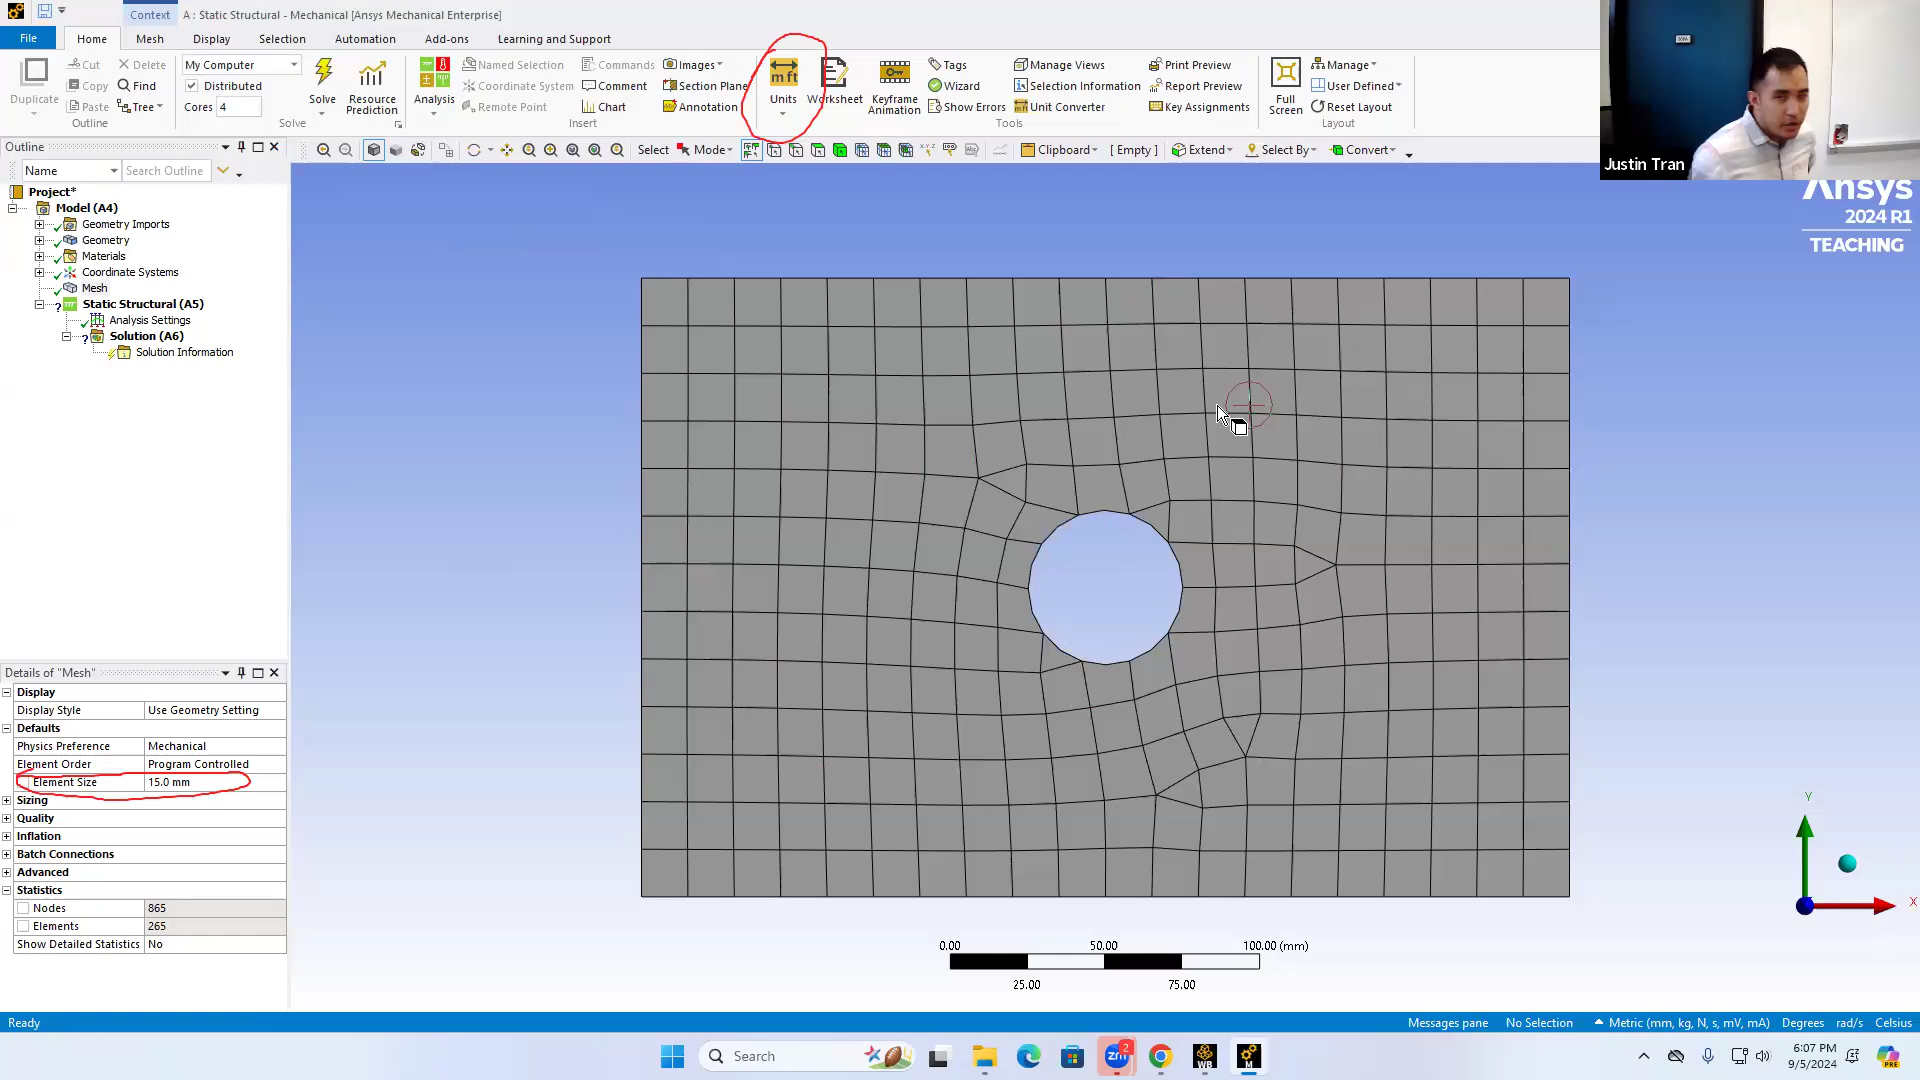 Context
A : Static Structural - Mechanical [Ansys Mechanical Enterprise]
File Home Mesh Display Selection Automation Add-ons Learning and Support
Duplicate Cut Copy Paste Delete Find Tree Outline
My Computer Distributed Cores 4 Solve Resource Prediction Solve
Analysis Named Selection Coordinate System Remote Point Commands Comment Chart Images Section Plane Annotation Insert
Units Worksheet Keyframe Animation Tags Wizard Show Errors Manage Views Selection Information Unit Converter Print Preview Report Preview Key Assignments Tools
m ft
Full Screen Manage User Defined Reset Layout Layout
Justin Tran
Outline
Select Mode Clipboard [ Empty ] Extend Select By Convert
Name Search Outline
Project*
Model (A4)
Geometry Imports
Geometry
Materials
Coordinate Systems
Mesh
Static Structural (A5)
Analysis Settings
Solution (A6)
Solution Information
Ansys
2024 R1
TEACHING
Details of "Mesh"
Display
Display Style Use Geometry Setting
Defaults
Physics Preference Mechanical
Element Order Program Controlled
Element Size 15.0 mm
Sizing
Quality
Inflation
Batch Connections
Advanced
Statistics
Nodes 865
Elements 265
Show Detailed Statistics No
Y
X
0.00 50.00 100.00 (mm)
25.00 75.00
Ready Messages pane No Selection Metric (mm, kg, N, s, mV, mA) Degrees rad/s Celsius
Search
2
WB
M
6:07 PM
9/5/2024
PRE